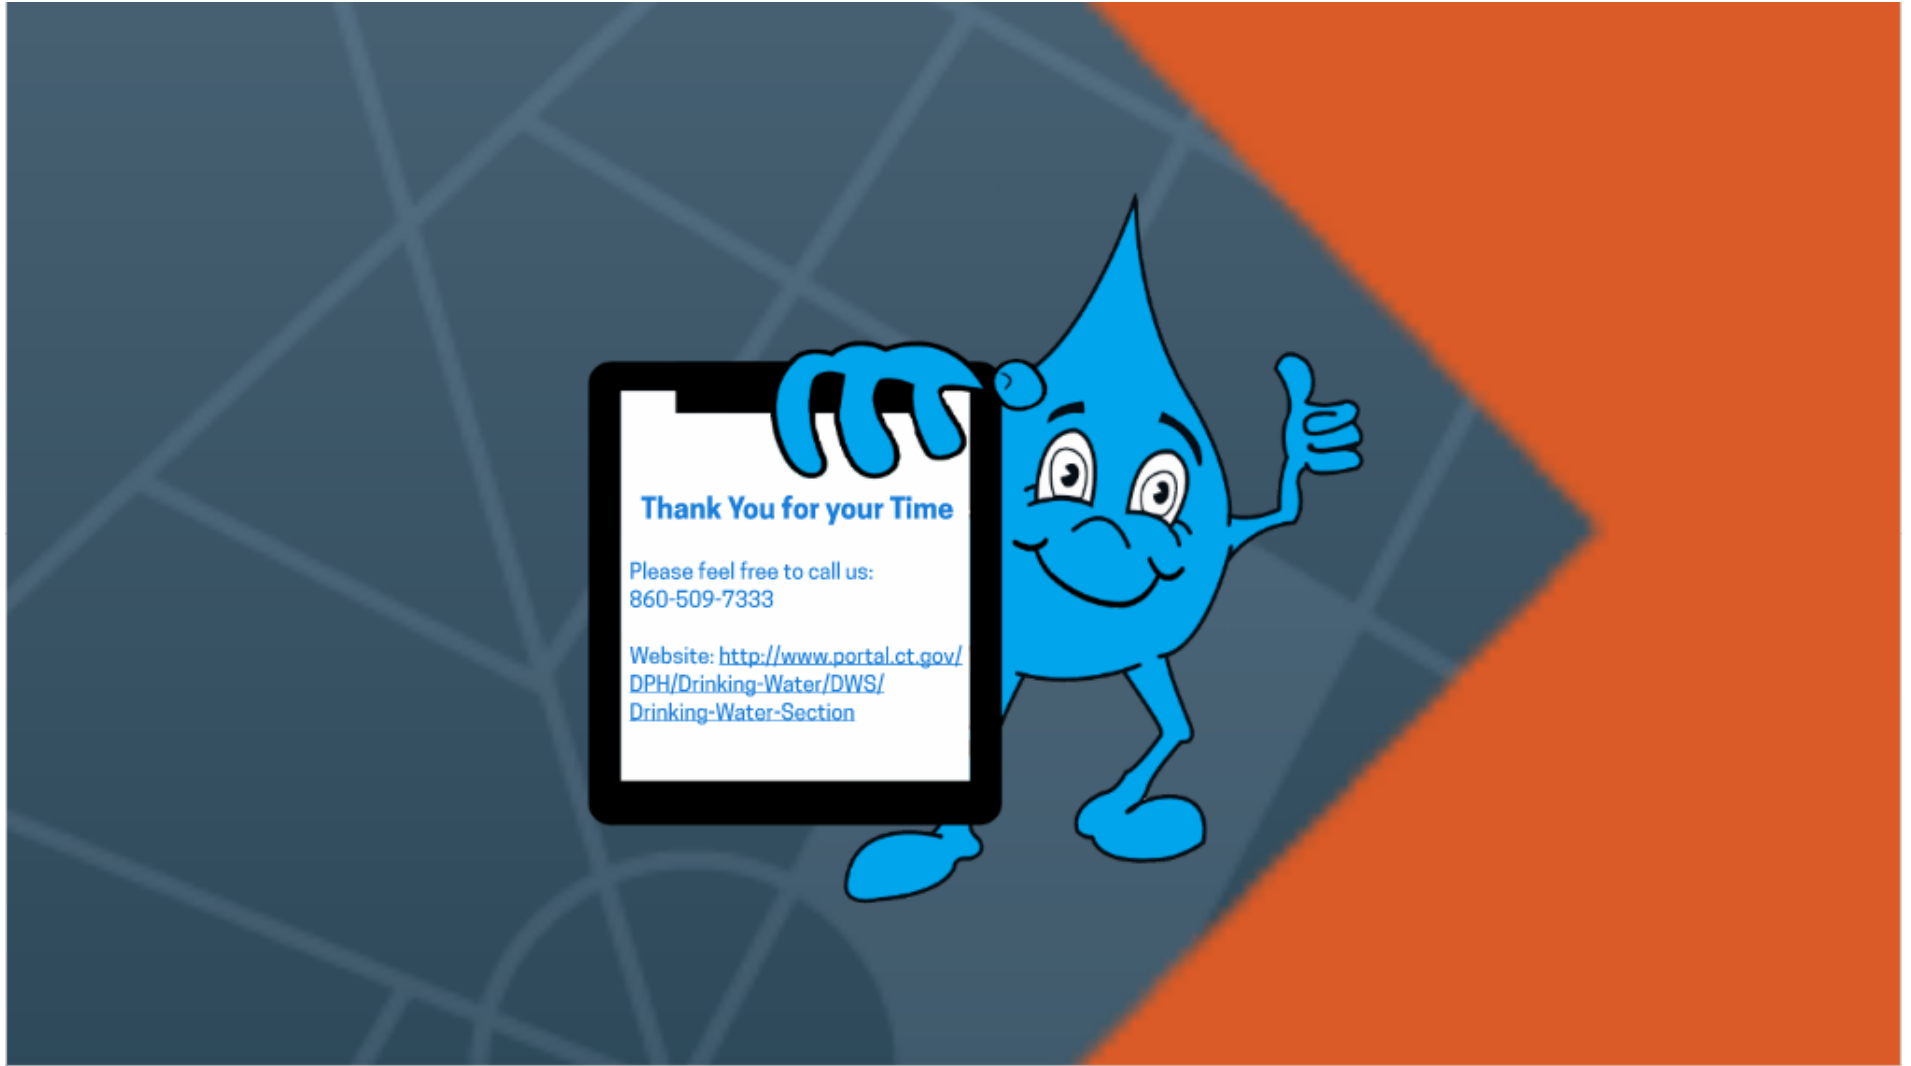 Thank You for your Time
Please feel free to call us:
860-509-7333
Website: http://www.portal.ct.gov/
DPH/Drinking-Water/DWS/
Drinking-Water-Section